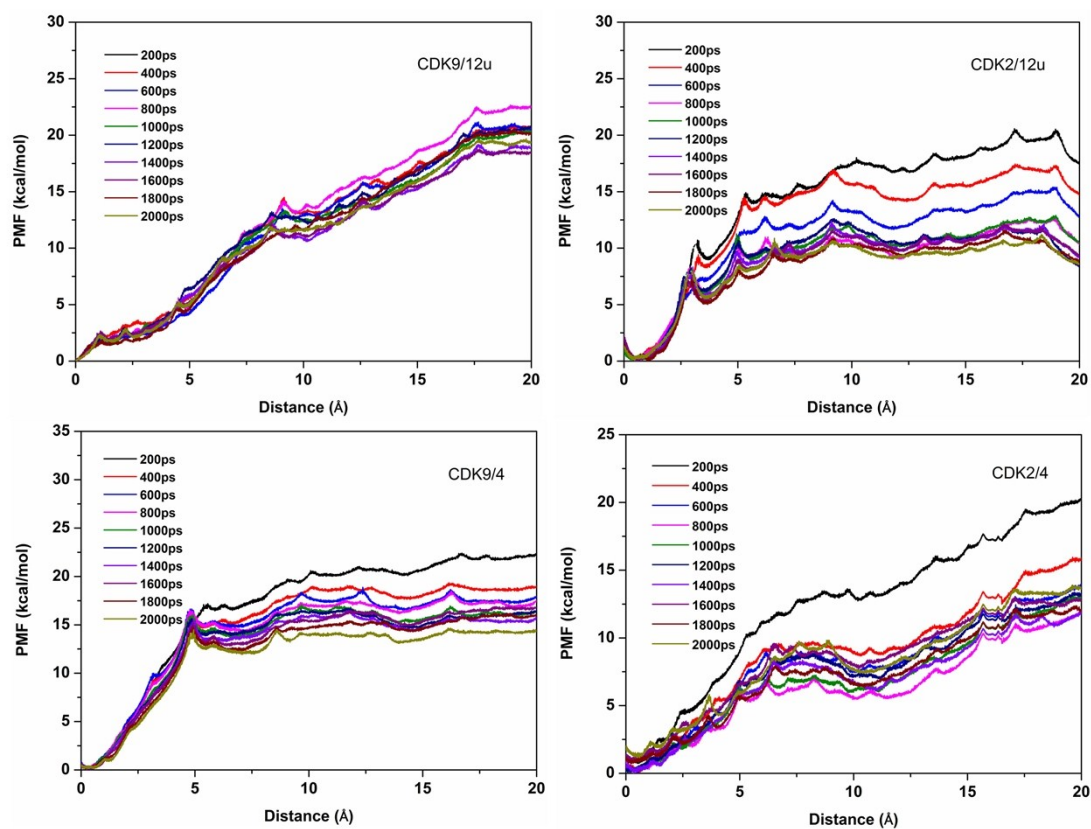 CDK9/12u
PMF (kcal/mol)
30
25
20
15
10
5
0
200ps
400ps
600ps
800ps
1000ps
1200ps
1400ps
1600ps
1800ps
2000ps
0 5 10 15 20
Distance (Å)
CDK2/12u
PMF (kcal/mol)
30
25
20
15
10
5
0
200ps
400ps
600ps
800ps
1000ps
1200ps
1400ps
1600ps
1800ps
2000ps
0 5 10 15 20
Distance (Å)
CDK9/4
PMF (kcal/mol)
35
30
25
20
15
10
5
0
200ps
400ps
600ps
800ps
1000ps
1200ps
1400ps
1600ps
1800ps
2000ps
0 5 10 15 20
Distance (Å)
CDK2/4
PMF (kcal/mol)
25
20
15
10
5
0
200ps
400ps
600ps
800ps
1000ps
1200ps
1400ps
1600ps
1800ps
2000ps
0 5 10 15 20
Distance (Å)